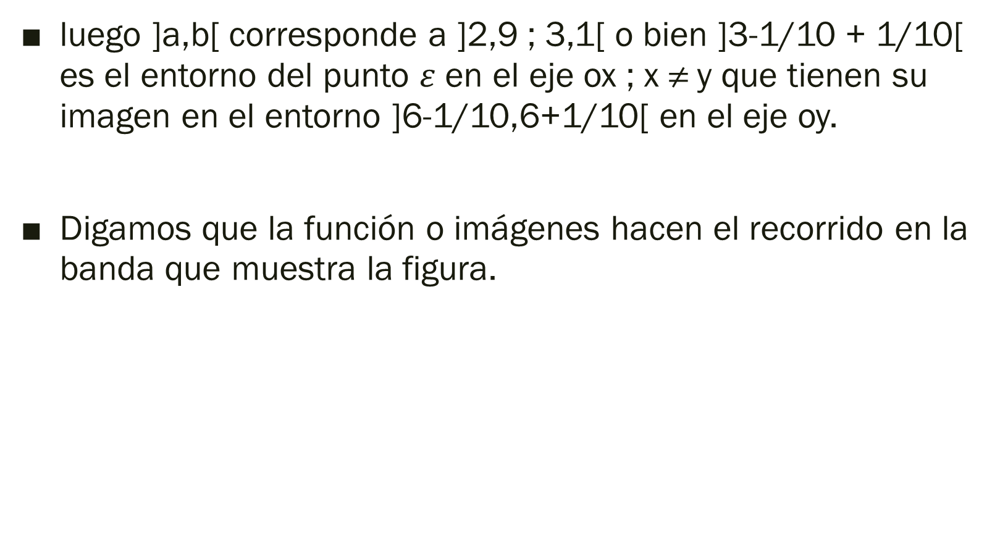 ■ luego ]a,b[ corresponde a ]2,9 ; 3,1[ o bien ]3-1/10 + 1/10[
es el entorno del punto 𝜀 en el eje ox ; x ≠ y que tienen su
imagen en el entorno ]6-1/10,6+1/10[ en el eje oy.
■ Digamos que la función o imágenes hacen el recorrido en la
banda que muestra la figura.